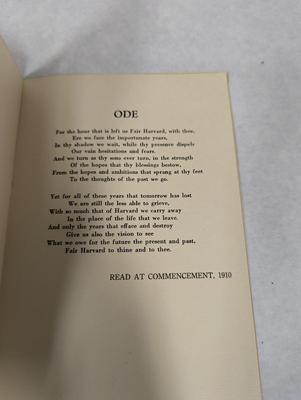 ODE
For the hour that is left us Fair Harvard, with thee,
Ere we face the importunate years,
In thy shadow we wait, while thy presence dispels
Our vain hesitations and fears.
And we turn as thy sons ever turn, in the strength
Of the hopes that thy blessings bestow,
From the hopes and ambitions that sprang at thy feet
To the thoughts of the past we go.
Yet for all of these years that tomorrow has lost
We are still the less able to grieve,
With so much that of Harvard we carry away
In the place of the life that we leave.
And only the years that efface and destroy
Give us also the vision to see
What we owe for the future the present and past,
Fair Harvard to thine and to thee.
READ AT COMMENCEMENT, 1910